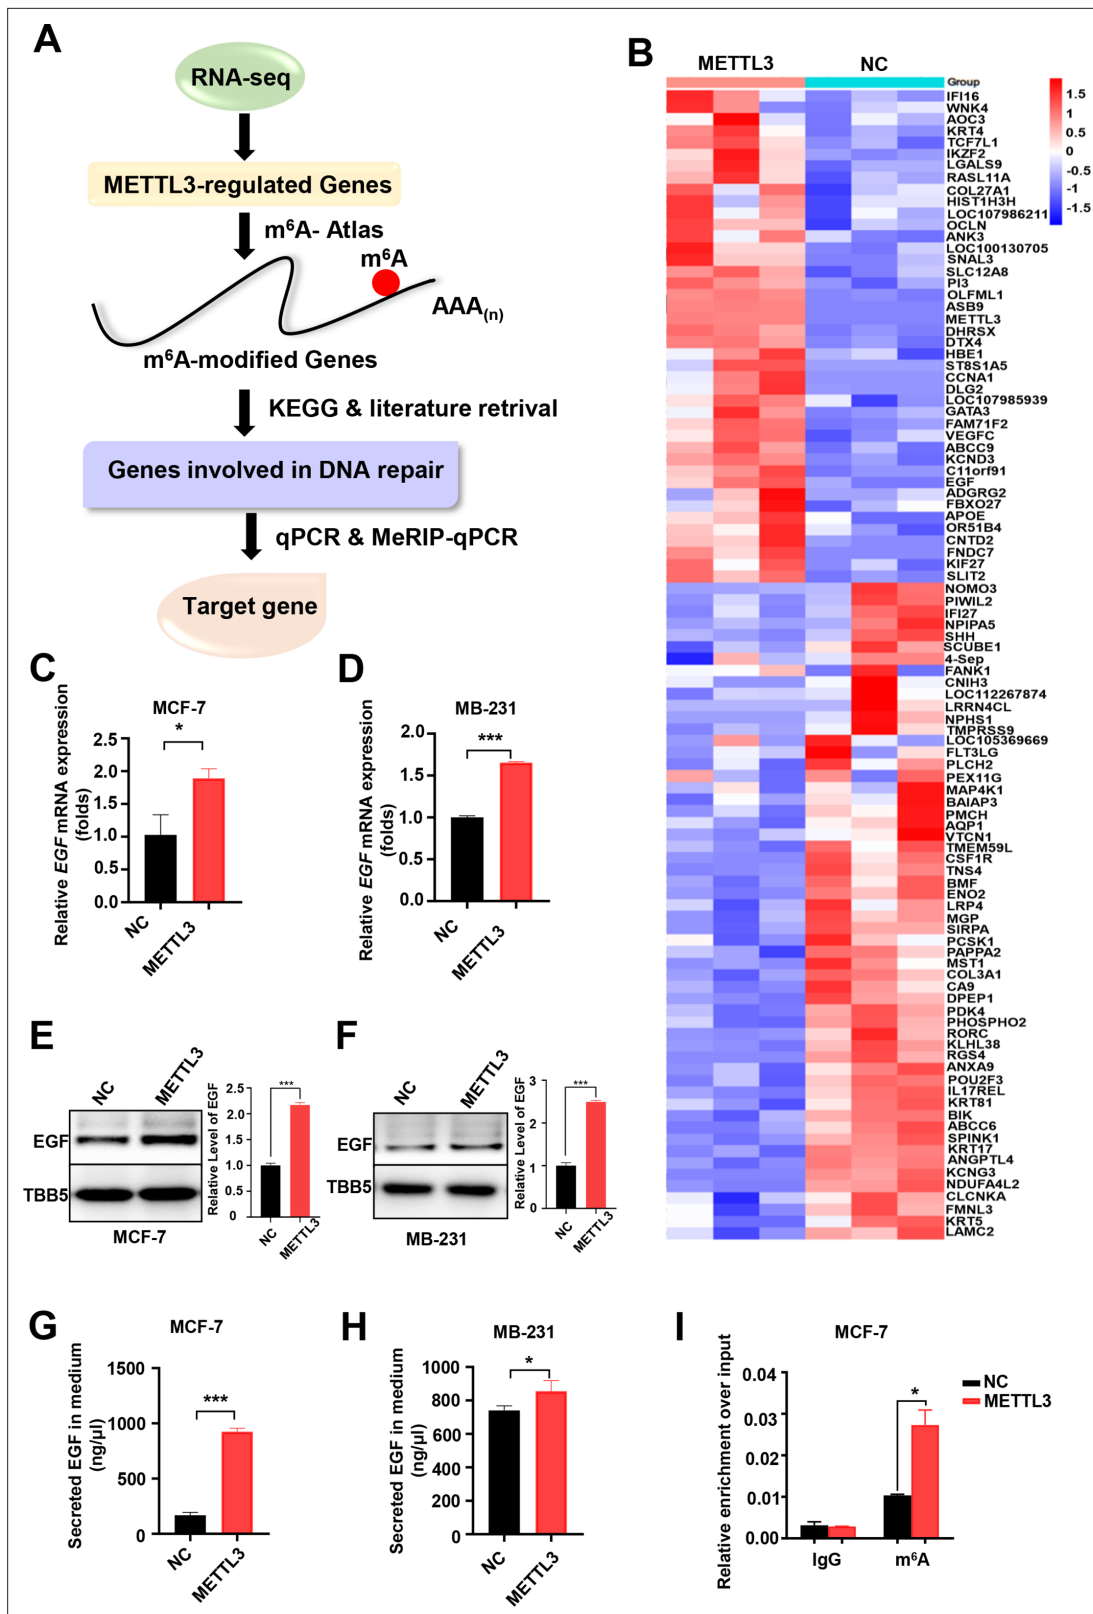 A
RNA-seq
METTL3-regulated Genes
m⁶A- Atlas
m⁶A
AAA(n)
m⁶A-modified Genes
KEGG & literature retrival
Genes involved in DNA repair
qPCR & MeRIP-qPCR
Target gene
B
METTL3 NC
Group
IFI16
WNK4
AOC3
KRT4
TCF7L1
IKZF2
LGALS9
RASL11A
COL27A1
HIST1H3H
LOC107986211
OCLN
ANK3
LOC100130705
SNAL3
SLC12A8
PI3
OLFML1
ASB9
METTL3
DHRSX
DTX4
HBE1
ST8S1A5
CCNA1
DLG2
LOC107985939
GATA3
FAM71F2
VEGFC
ABCC9
KCND3
C11orf91
EGF
ADGRG2
FBXO27
APOE
OR51B4
CNTD2
FNDC7
KIF27
SLIT2
NOMO3
PIWIL2
IFI27
NPIPA5
SHH
SCUBE1
4-Sep
FANK1
CNIH3
LOC112267874
LRRN4CL
NPHS1
TMPRSS9
LOC105369669
FLT3LG
PLCH2
PEX11G
MAP4K1
BAIAP3
PMCH
AQP1
VTCN1
TMEM59L
CSF1R
TNS4
BMF
ENO2
LRP4
MGP
SIRPA
PCSK1
PAPPA2
MST1
COL3A1
CA9
DPEP1
PDK4
PHOSPHO2
RORC
KLHL38
RGS4
ANXA9
POU2F3
IL17REL
KRT81
BIK
ABCC6
SPINK1
KRT17
ANGPTL4
KCNG3
NDUFA4L2
CLCNKA
FMNL3
KRT5
LAMC2
1.5
1
0.5
0
-0.5
-1
-1.5
C
MCF-7
Relative EGF mRNA expression
(folds)
2.5
2.0
1.5
1.0
0.5
0.0
*
NC
METTL3
D
MB-231
Relative EGF mRNA expression
(folds)
2.0
1.5
1.0
0.5
0.0
***
NC
METTL3
E
NC
METTL3
EGF
TBB5
MCF-7
Relative Level of EGF
2.5
2.0
1.5
1.0
0.5
0
***
NC
METTL3
F
NC
METTL3
EGF
TBB5
MB-231
Relative Level of EGF
3
2
1
0
***
NC
METTL3
G
MCF-7
Secreted EGF in medium
(ng/μl)
1500
1000
500
0
***
NC
METTL3
H
MB-231
Secreted EGF in medium
(ng/μl)
1000
800
600
400
200
0
*
NC
METTL3
I
MCF-7
Relative enrichment over input
0.04
0.03
0.02
0.01
0.00
*
IgG
m⁶A
NC
METTL3